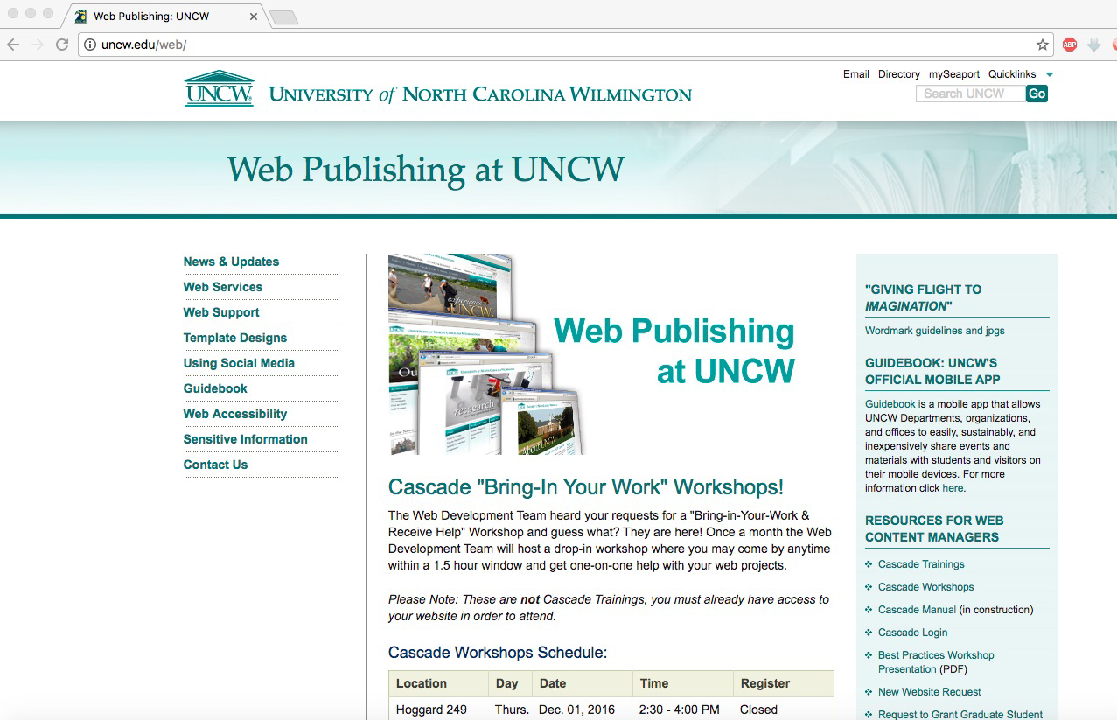 Web Publishing: UNCW
uncw.edu/web/
ABP
UNCW
UNIVERSITY of NORTH CAROLINA WILMINGTON
Email Directory mySeaport Quicklinks
Search UNCW Go
Web Publishing at UNCW
News & Updates
Web Services
Web Support
Template Designs
Using Social Media
Guidebook
Web Accessibility
Sensitive Information
Contact Us
research
Web Publishing
at UNCW
Cascade "Bring-In Your Work" Workshops!
The Web Development Team heard your requests for a "Bring-in-Your-Work &
Receive Help" Workshop and guess what? They are here! Once a month the Web
Development Team will host a drop-in workshop where you may come by anytime
within a 1.5 hour window and get one-on-one help with your web projects.
Please Note: These are not Cascade Trainings, you must already have access to
your website in order to attend.
Cascade Workshops Schedule:
Location Day Date Time Register
Hoggard 249 Thurs. Dec. 01, 2016 2:30 - 4:00 PM Closed
"GIVING FLIGHT TO
IMAGINATION"
Wordmark guidelines and jpgs
GUIDEBOOK: UNCW'S
OFFICIAL MOBILE APP
Guidebook is a mobile app that allows
UNCW Departments, organizations,
and offices to easily, sustainably, and
inexpensively share events and
materials with students and visitors on
their mobile devices. For more
information click here.
RESOURCES FOR WEB
CONTENT MANAGERS
Cascade Trainings
Cascade Workshops
Cascade Manual (in construction)
Cascade Login
Best Practices Workshop
Presentation (PDF)
New Website Request
Request to Grant Graduate Student